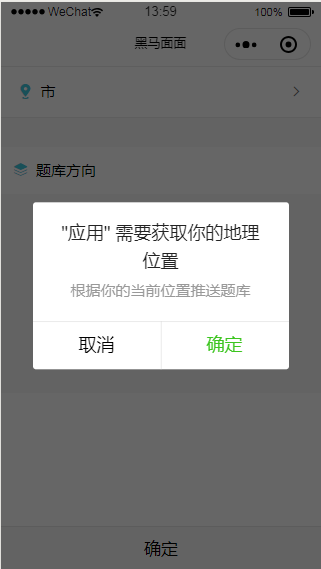 ●●●●● WeChat 13:59 100%
黑马面面
市
题库方向
"应用" 需要获取你的地理
位置
根据你的当前位置推送题库
取消 确定
确定